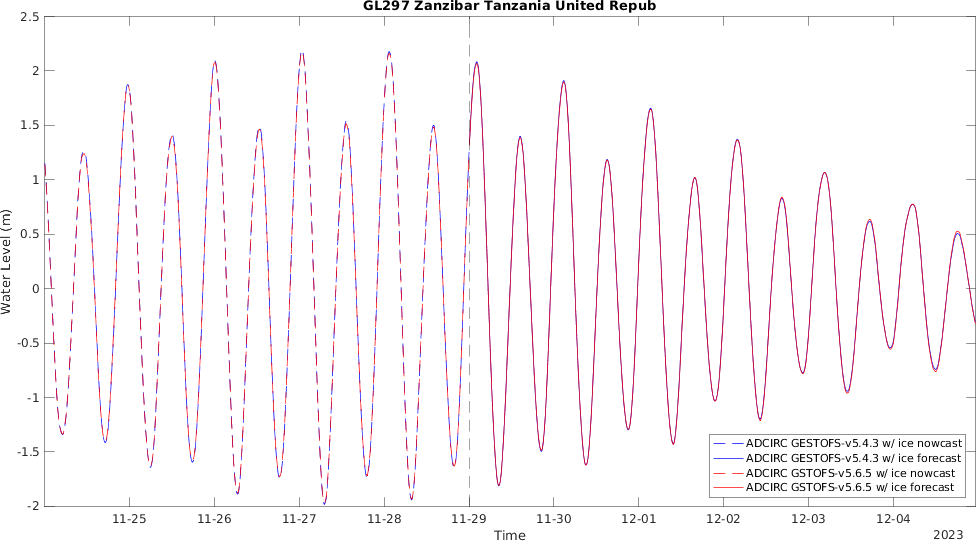 GL297 Zanzibar Tanzania United Repub
2.5
2
1.5
1
0.5
0
-0.5
-1
-1.5
-2
Water Level (m)
ADCIRC GESTOFS-v5.4.3 w/ ice nowcast
ADCIRC GESTOFS-v5.4.3 w/ ice forecast
ADCIRC GSTOFS-v5.6.5 w/ ice nowcast
ADCIRC GSTOFS-v5.6.5 w/ ice forecast
11-25 11-26 11-27 11-28 11-29 11-30 12-01 12-02 12-03 12-04
Time
2023